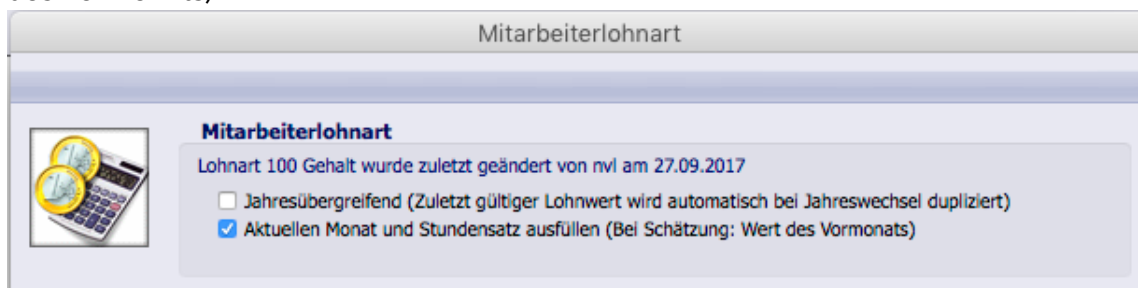 Mitarbeiterlohnart
Mitarbeiterlohnart
Lohnart 100 Gehalt wurde zuletzt geändert von nvl am 27.09.2017
Jahresübergreifend (Zuletzt gültiger Lohnwert wird automatisch bei Jahreswechsel dupliziert)
Aktuellen Monat und Stundensatz ausfüllen (Bei Schätzung: Wert des Vormonats)